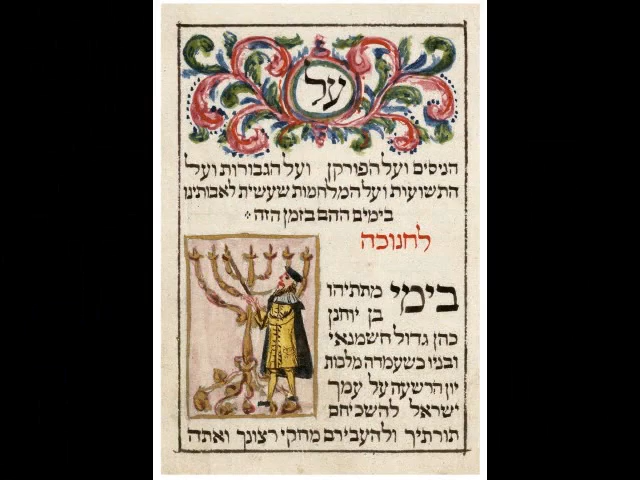 על
הניסים ועל הפורקן ועל הגבורות ועל
התשועות ועל המלחמות שעשית לאבותינו
בימים ההם בזמן הזה:
לחנוכה
בימי מתתיהו
בן יוחנן
כהן גדול חשמנאי
ובניו כשעמדה מלכות
יון הרשעה על עמך
ישראל להשכיחם
תורתיך ולהעבירם מחקי רצונך ואתה